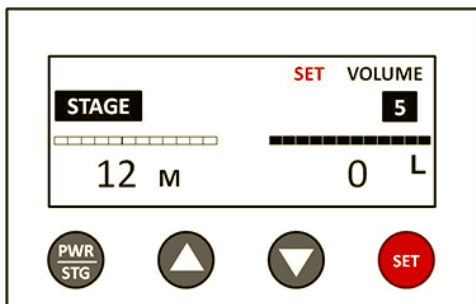 SET VOLUME
STAGE 5
12 M 0 L
PWR
STG
SET